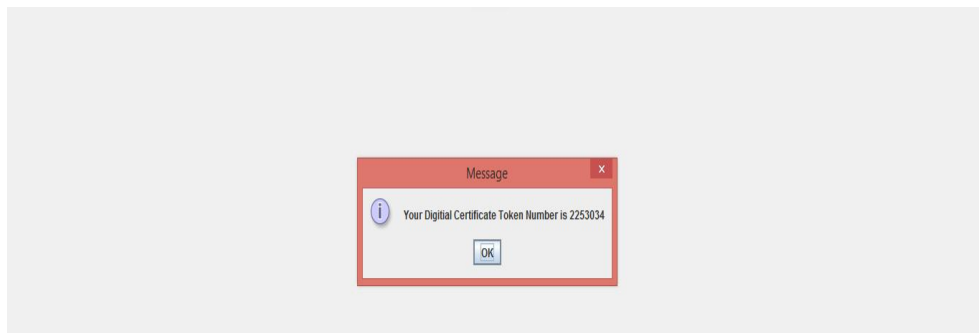 Message
x
i
Your Digitial Certificate Token Number is 2253034
OK